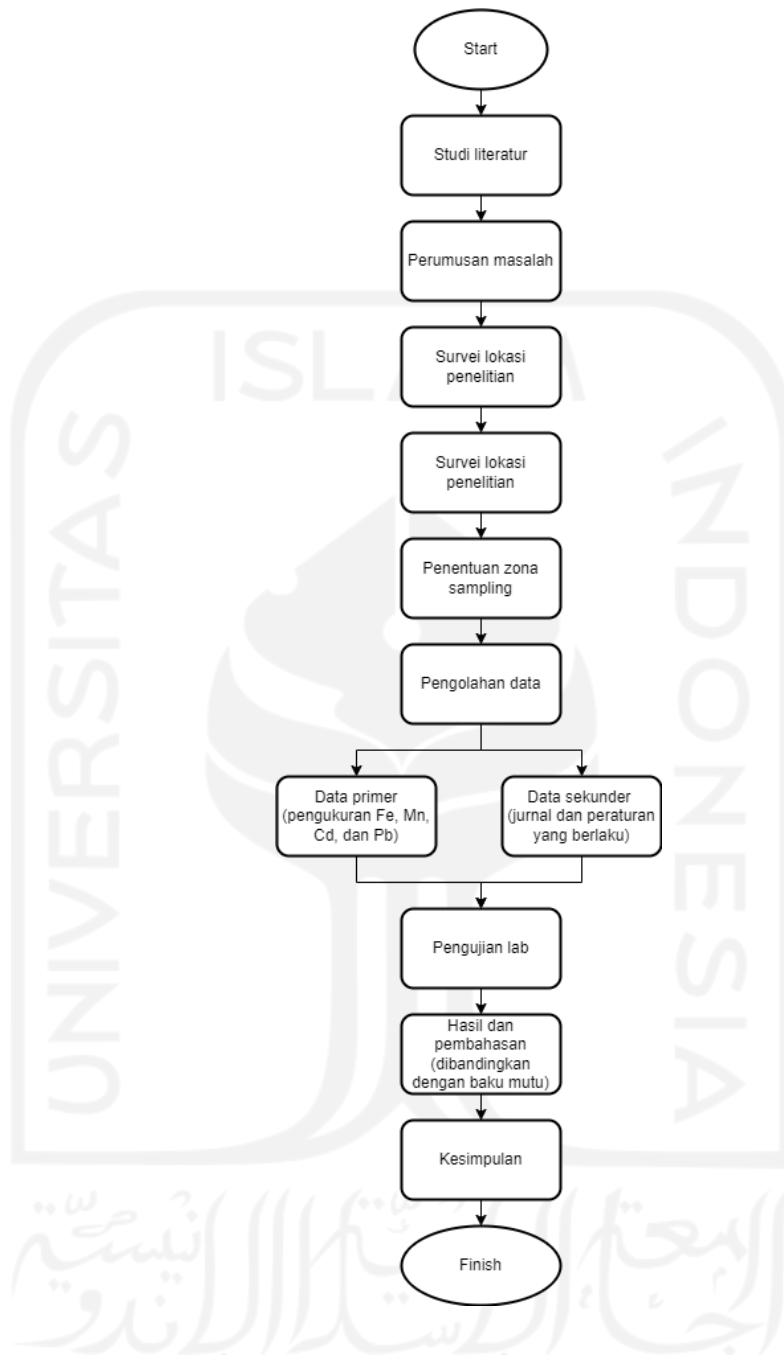 Start
Studi literatur
Perumusan masalah
Survei lokasi
penelitian
Survei lokasi
penelitian
Penentuan zona
sampling
Pengolahan data
Data primer
(pengukuran Fe, Mn,
Cd, dan Pb)
Data sekunder
(jurnal dan peraturan
yang berlaku)
Pengujian lab
Hasil dan
pembahasan
(dibandingkan
dengan baku mutu)
Kesimpulan
Finish
UNIVERSITAS
INDONESIA